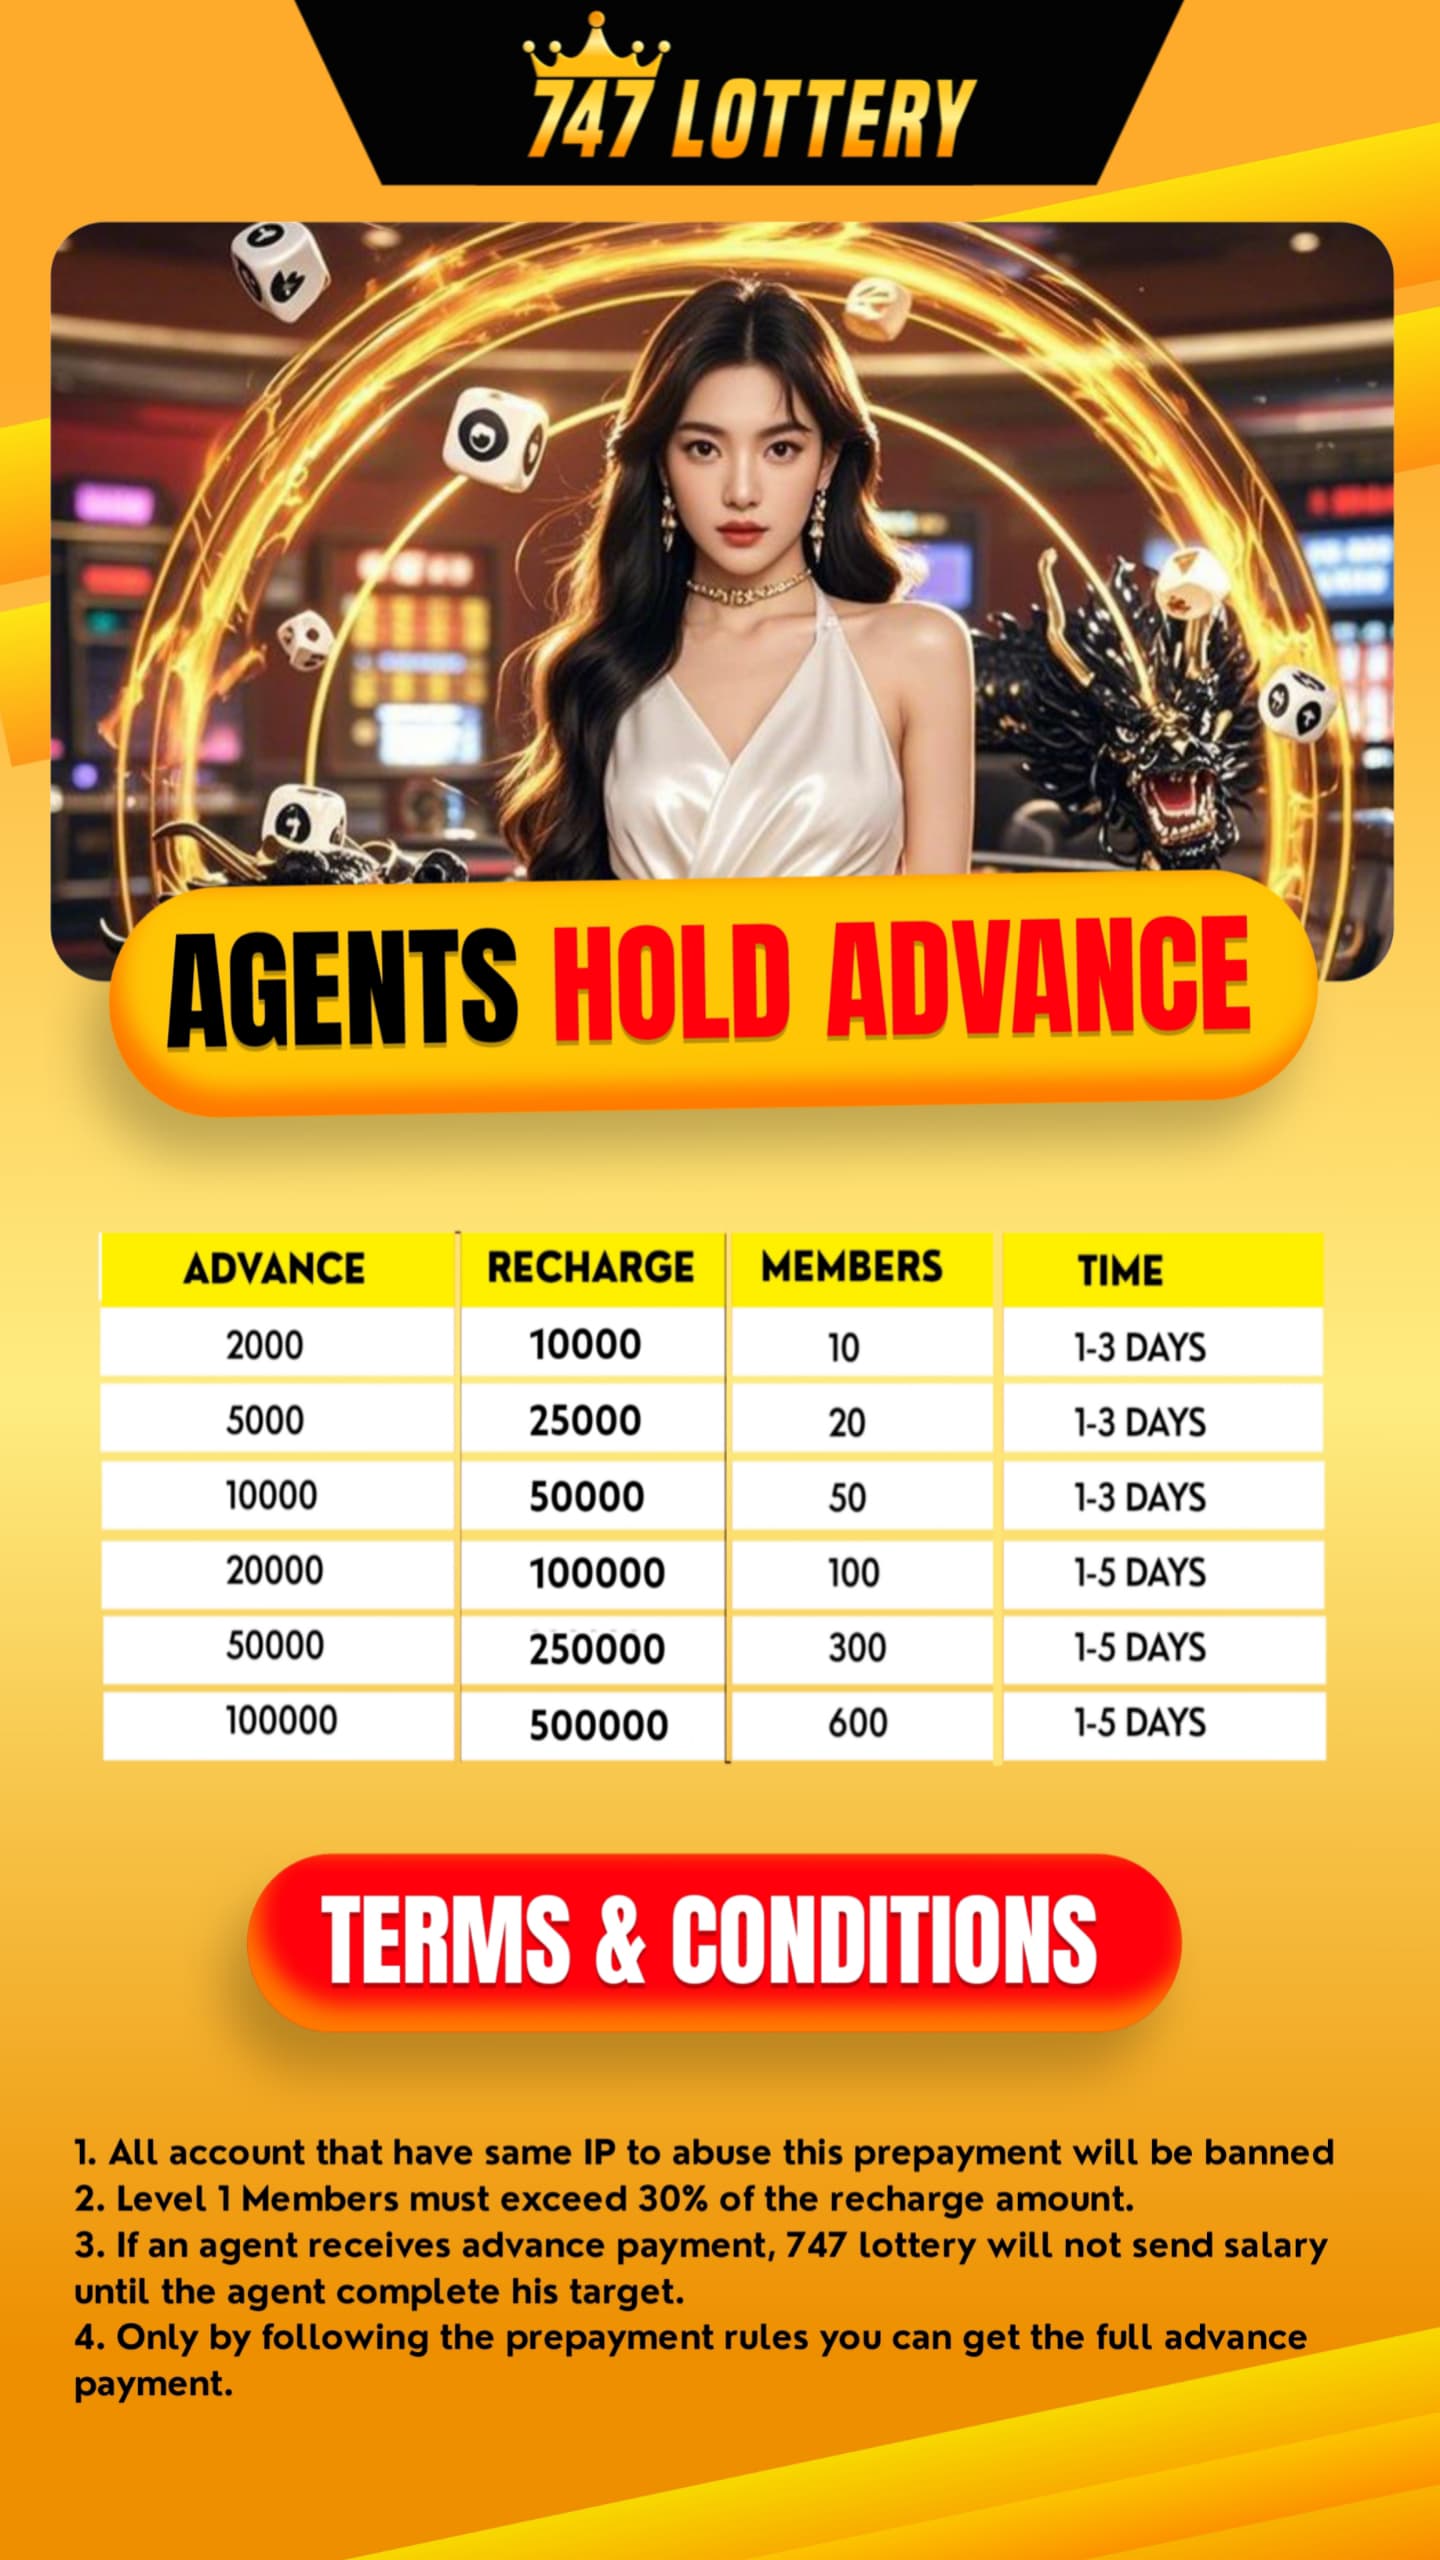 747 LOTTERY
AGENTS HOLD ADVANCE
ADVANCE RECHARGE MEMBERS TIME
2000 10000 10 1-3 DAYS
5000 25000 20 1-3 DAYS
10000 50000 50 1-3 DAYS
20000 100000 100 1-5 DAYS
50000 250000 300 1-5 DAYS
100000 500000 600 1-5 DAYS
TERMS & CONDITIONS
1. All account that have same IP to abuse this prepayment will be banned
2. Level 1 Members must exceed 30% of the recharge amount.
3. If an agent receives advance payment, 747 lottery will not send salary
until the agent complete his target.
4. Only by following the prepayment rules you can get the full advance
payment.